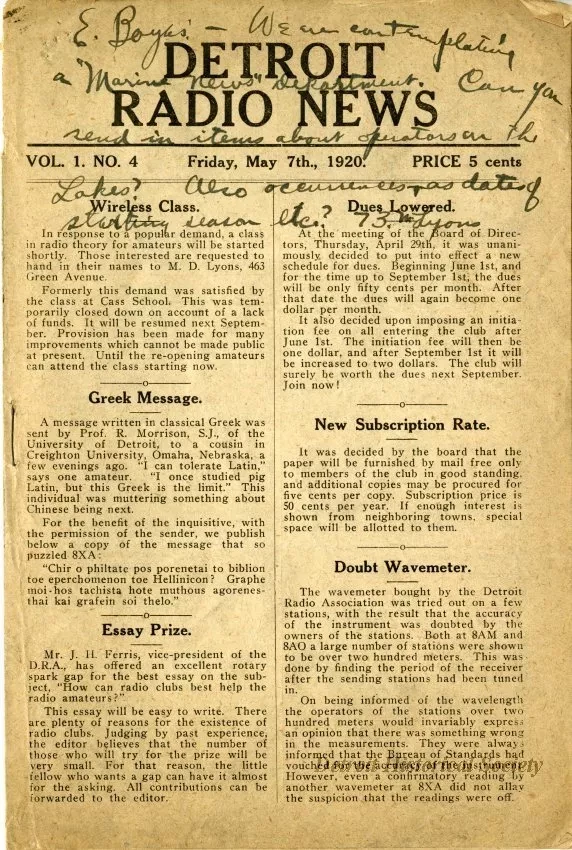 E. Boyes — We are contemplating
a "Marine News" Department. Can you
send in items about operators on the
Lakes? Also occurrences, as dates of
starting season etc.? 73 Lyons
DETROIT
RADIO NEWS
VOL. 1. NO. 4 Friday, May 7th., 1920. PRICE 5 cents
Wireless Class.
In response to a popular demand, a class
in radio theory for amateurs will be started
shortly. Those interested are requested to
hand in their names to M. D. Lyons, 463
Green Avenue.
Formerly this demand was satisfied by
the class at Cass School. This was tem-
porarily closed down on account of a lack
of funds. It will be resumed next Septem-
ber. Provision has been made for many
improvements which cannot be made public
at present. Until the re-opening amateurs
can attend the class starting now.
Greek Message.
A message written in classical Greek was
sent by Prof. R. Morrison, S.J., of the
University of Detroit, to a cousin in
Creighton University, Omaha, Nebraska, a
few evenings ago. "I can tolerate Latin,"
says one amateur. "I once studied pig
Latin, but this Greek is the limit." This
individual was muttering something about
Chinese being next.
For the benefit of the inquisitive, with
the permission of the sender, we publish
below a copy of the message that so
puzzled 8XA:
"Chir o philtate pos porenetai to biblion
toe eperchomenon toe Hellinicon? Graphe
moi-hos tachista hote muthous agorenes-
thai kai grafein soi thelo."
Essay Prize.
Mr. J. H. Ferris, vice-president of the
D.R.A., has offered an excellent rotary
spark gap for the best essay on the sub-
ject, "How can radio clubs best help the
radio amateurs?"
This essay will be easy to write. There
are plenty of reasons for the existence of
radio clubs. Judging by past experience,
the editor believes that the number of
those who will try for the prize will be
very small. For that reason, the little
fellow who wants a gap can have it almost
for the asking. All contributions can be
forwarded to the editor.
Dues Lowered.
At the meeting of the Board of Direc-
tors, Thursday, April 29th, it was unani-
mously decided to put into effect a new
schedule for dues. Beginning June 1st, and
for the time up to September 1st, the dues
will be only fifty cents per month. After
that date the dues will again become one
dollar per month.
It also decided upon imposing an initia-
tion fee on all entering the club after
June 1st. The initiation fee will then be
one dollar, and after September 1st it will
be increased to two dollars. The club will
surely be worth the dues next September.
Join now!
New Subscription Rate.
It was decided by the board that the
paper will be furnished by mail free only
to members of the club in good standing,
and additional copies may be procured for
five cents per copy. Subscription price is
50 cents per year. If enough interest is
shown from neighboring towns, special
space will be allotted to them.
Doubt Wavemeter.
The wavemeter bought by the Detroit
Radio Association was tried out on a few
stations, with the result that the accuracy
of the instrument was doubted by the
owners of the stations. Both at 8AM and
8AO a large number of stations were shown
to be over two hundred meters. This was
done by finding the period of the receiver
after the sending stations had been tuned
in.
On being informed of the wavelength
the operators of the stations over two
hundred meters would invariably express
an opinion that there was something wrong
in the measurements. They were always
informed that the Bureau of Standards had
vouched for the accuracy of the instrument.
However, even a confirmatory reading by
another wavemeter at 8XA did not allay
the suspicion that the readings were off.
Detroit Historical Society